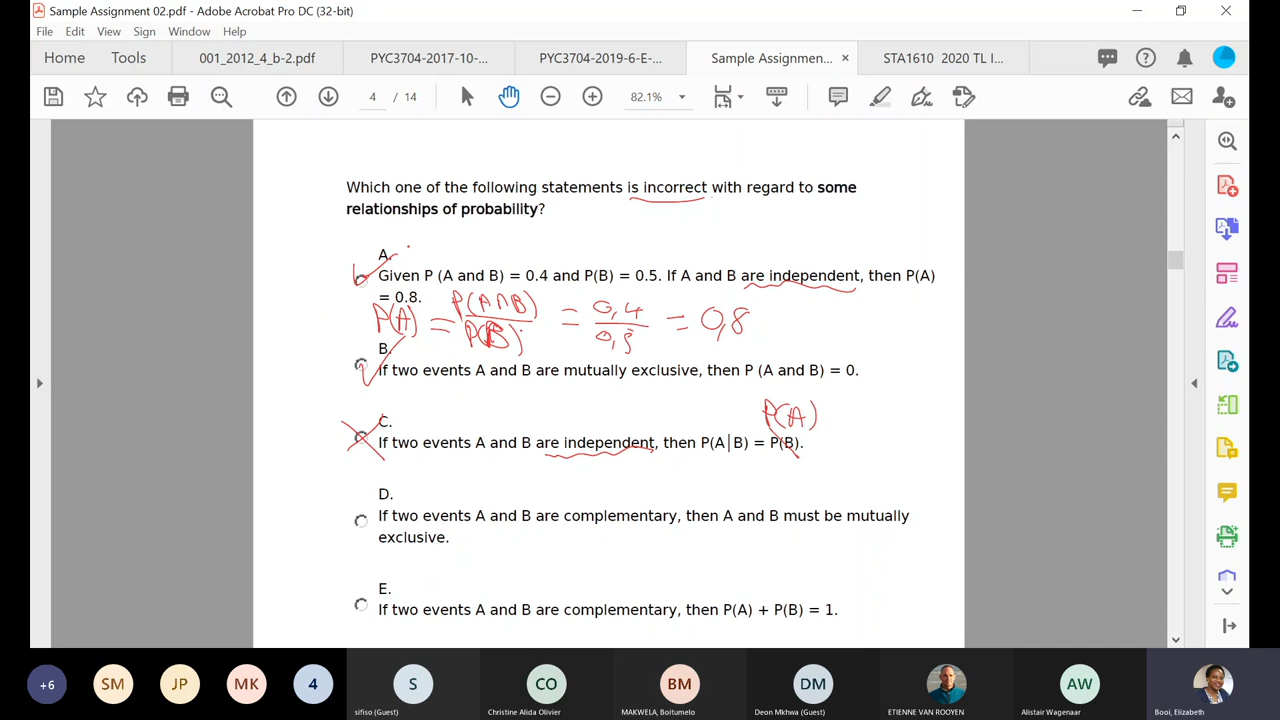 Sample Assignment 02.pdf - Adobe Acrobat Pro DC (32-bit)
File Edit View Sign Window Help
Home Tools 001_2012_4_b-2.pdf PYC3704-2017-10-... PYC3704-2019-6-E-... Sample Assignmen... × STA1610 2020 TL I...
4 / 14 82.1%
Which one of the following statements is incorrect with regard to some
relationships of probability?
A.
Given P (A and B) = 0.4 and P(B) = 0.5. If A and B are independent, then P(A)
= 0.8.
P(A) = P(A∩B) / P(B) = 0,4 / 0,5 = 0,8
B.
If two events A and B are mutually exclusive, then P (A and B) = 0.
P(A)
C.
If two events A and B are independent, then P(A|B) = P(B).
D.
If two events A and B are complementary, then A and B must be mutually
exclusive.
E.
If two events A and B are complementary, then P(A) + P(B) = 1.
+6 SM JP MK 4 S CO BM DM AW
sifiso (Guest) Christine Alida Olivier MAKWELA, Boitumelo Deon Mkhwa (Guest) ETIENNE VAN ROOYEN Alistair Wagenaar Booi, Elizabeth